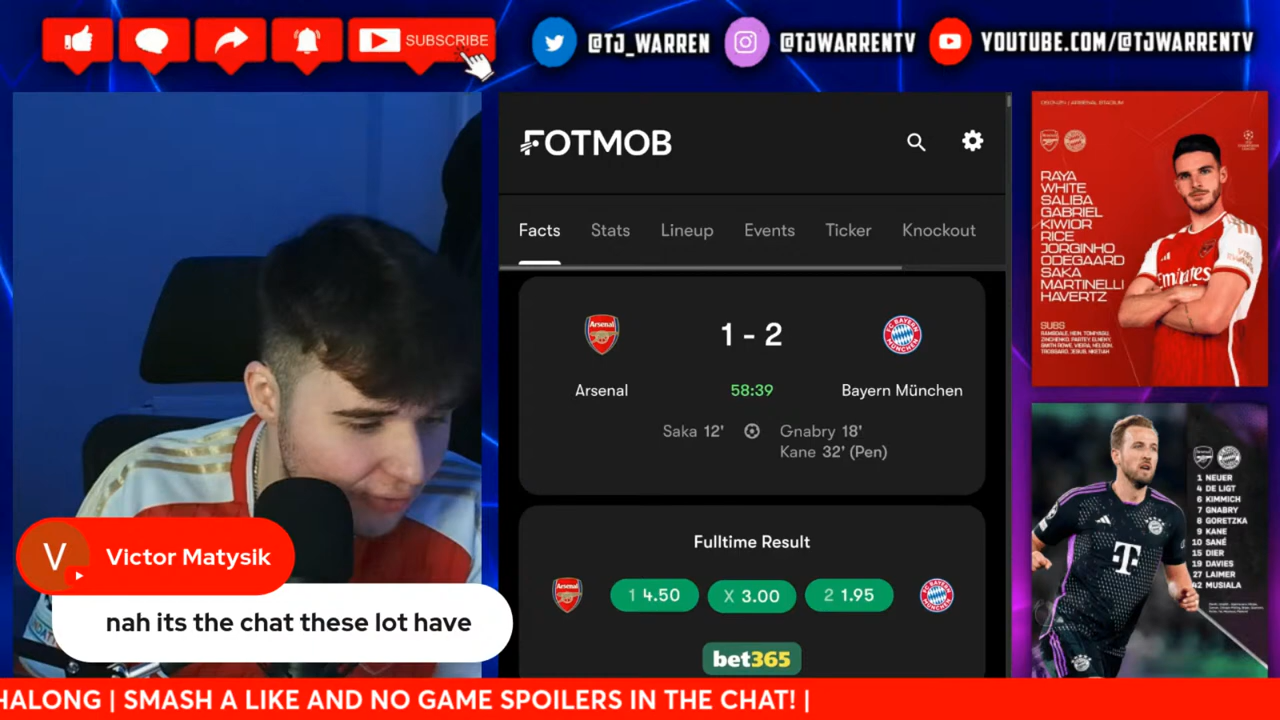 SUBSCRIBE
@TJ_WARREN
@TJWARRENTV
YOUTUBE.COM/@TJWARRENTV
FOTMOB
Facts Stats Lineup Events Ticker Knockout
Arsenal
1 - 2
Arsenal
58:39
Bayern München
Saka 12'
Gnabry 18'
Kane 32' (Pen)
Fulltime Result
1 4.50
X 3.00
2 1.95
bet365
RAYA
WHITE
SALIBA
GABRIEL
KIWIOR
RICE
JORGINHO
ODEGAARD
SAKA
MARTINELLI
HAVERTZ
SUBS
Emirates
1 NEUER
4 DE LIGT
6 KIMMICH
7 GNABRY
8 GORETZKA
9 KANE
10 SANÉ
15 DIER
19 DAVIES
27 LAIMER
42 MUSIALA
T
V
Victor Matysik
nah its the chat these lot have
HALONG | SMASH A LIKE AND NO GAME SPOILERS IN THE CHAT! |